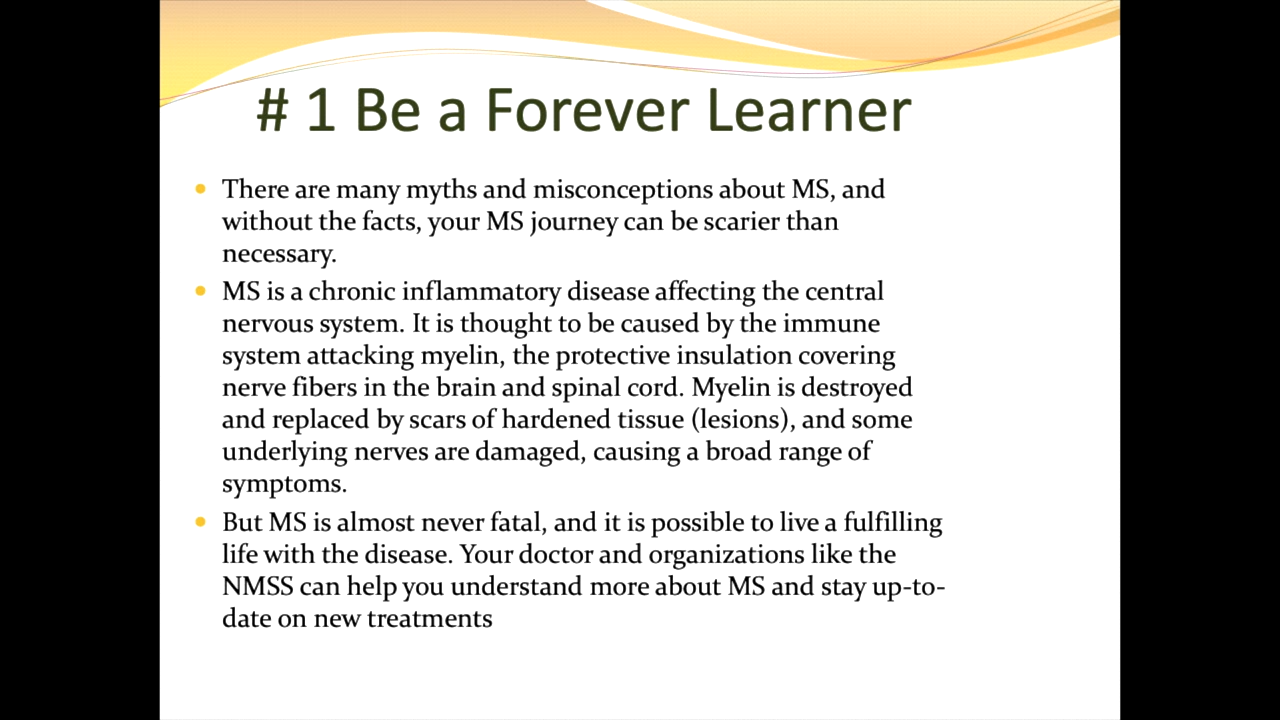 # 1 Be a Forever Learner
There are many myths and misconceptions about MS, and
without the facts, your MS journey can be scarier than
necessary.
MS is a chronic inflammatory disease affecting the central
nervous system. It is thought to be caused by the immune
system attacking myelin, the protective insulation covering
nerve fibers in the brain and spinal cord. Myelin is destroyed
and replaced by scars of hardened tissue (lesions), and some
underlying nerves are damaged, causing a broad range of
symptoms.
But MS is almost never fatal, and it is possible to live a fulfilling
life with the disease. Your doctor and organizations like the
NMSS can help you understand more about MS and stay up-to-
date on new treatments